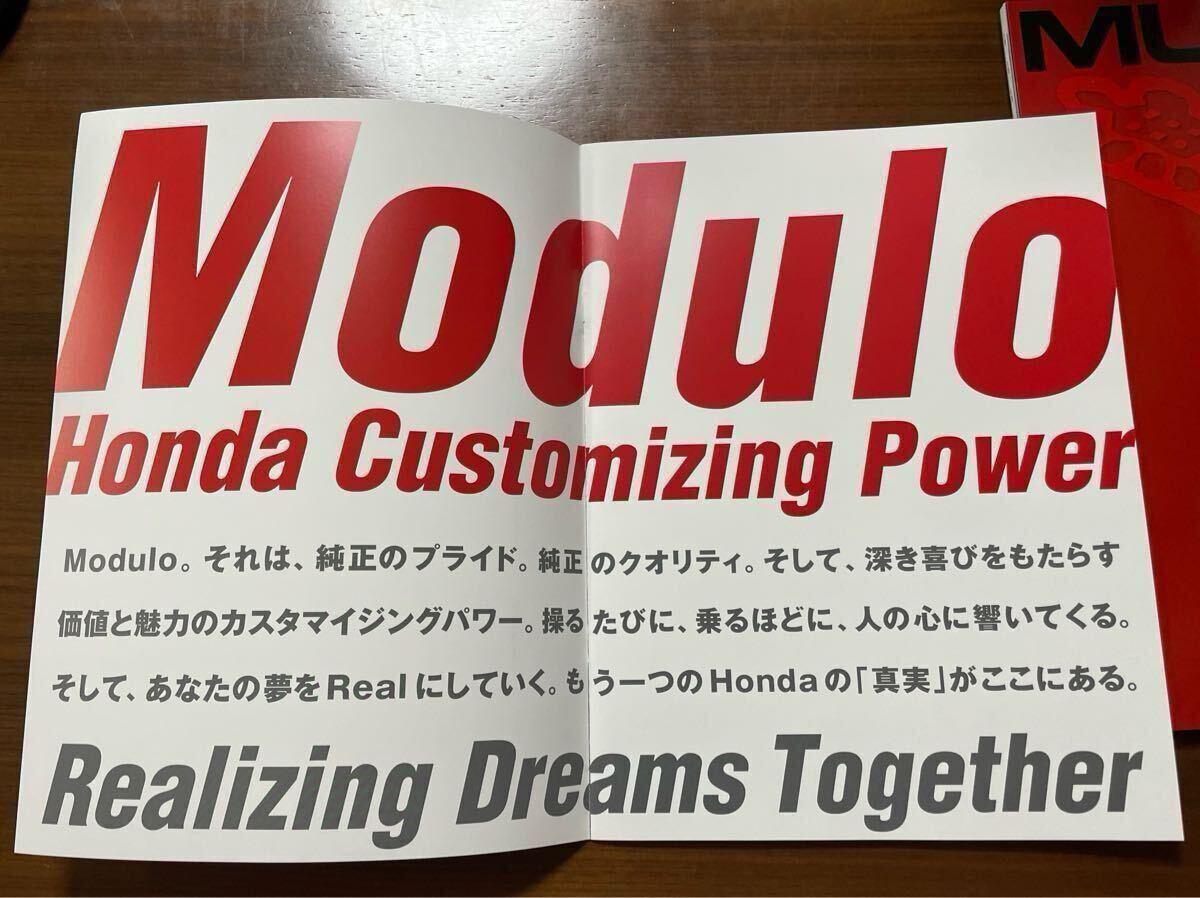 Modulo
Honda Customizing Power
Modulo。それは、純正のプライド。純正のクオリティ。そして、深き喜びをもたらす
価値と魅力のカスタマイジングパワー。操るたびに、乗るほどに、人の心に響いてくる。
そして、あなたの夢をRealにしていく。もう一つのHondaの「真実」がここにある。
Realizing Dreams Together